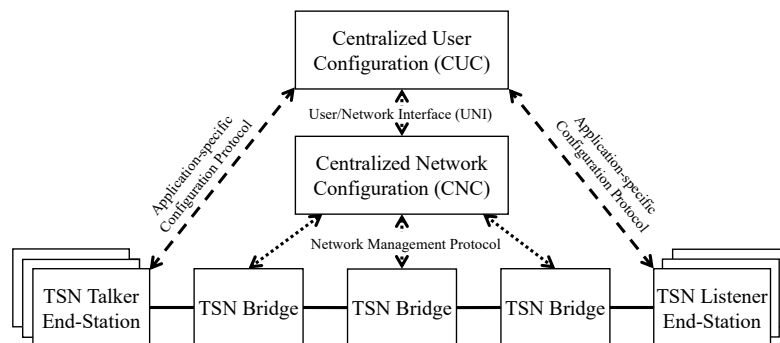 Centralized User
Configuration (CUC)
User/Network Interface (UNI)
Application-specific
Configuration Protocol
Application-specific
Configuration Protocol
Centralized Network
Configuration (CNC)
Network Management Protocol
TSN Talker
End-Station
TSN Bridge
TSN Bridge
TSN Bridge
TSN Listener
End-Station